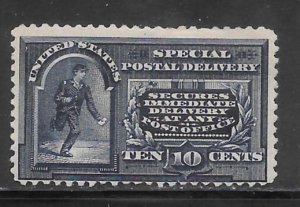 UNITED STATES
SPECIAL
POSTAL DELIVERY
SECURES
IMMEDIATE
DELIVERY
AT ANY
POST OFFICE
TEN 10 CENTS